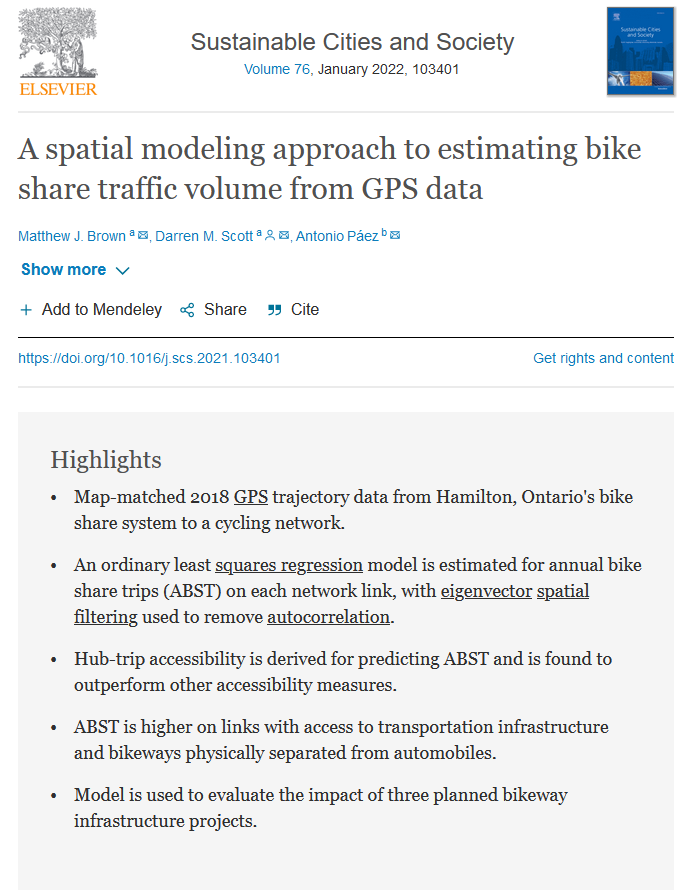 ELSEVIER
Sustainable Cities and Society
Volume 76, January 2022, 103401
Sustainable Cities
and Society
A spatial modeling approach to estimating bike
share traffic volume from GPS data
Matthew J. Brown a, Darren M. Scott a, Antonio Páez b
Show more
Add to Mendeley Share Cite
https://doi.org/10.1016/j.scs.2021.103401 Get rights and content
Highlights
• Map-matched 2018 GPS trajectory data from Hamilton, Ontario's bike
share system to a cycling network.
• An ordinary least squares regression model is estimated for annual bike
share trips (ABST) on each network link, with eigenvector spatial
filtering used to remove autocorrelation.
• Hub-trip accessibility is derived for predicting ABST and is found to
outperform other accessibility measures.
• ABST is higher on links with access to transportation infrastructure
and bikeways physically separated from automobiles.
• Model is used to evaluate the impact of three planned bikeway
infrastructure projects.